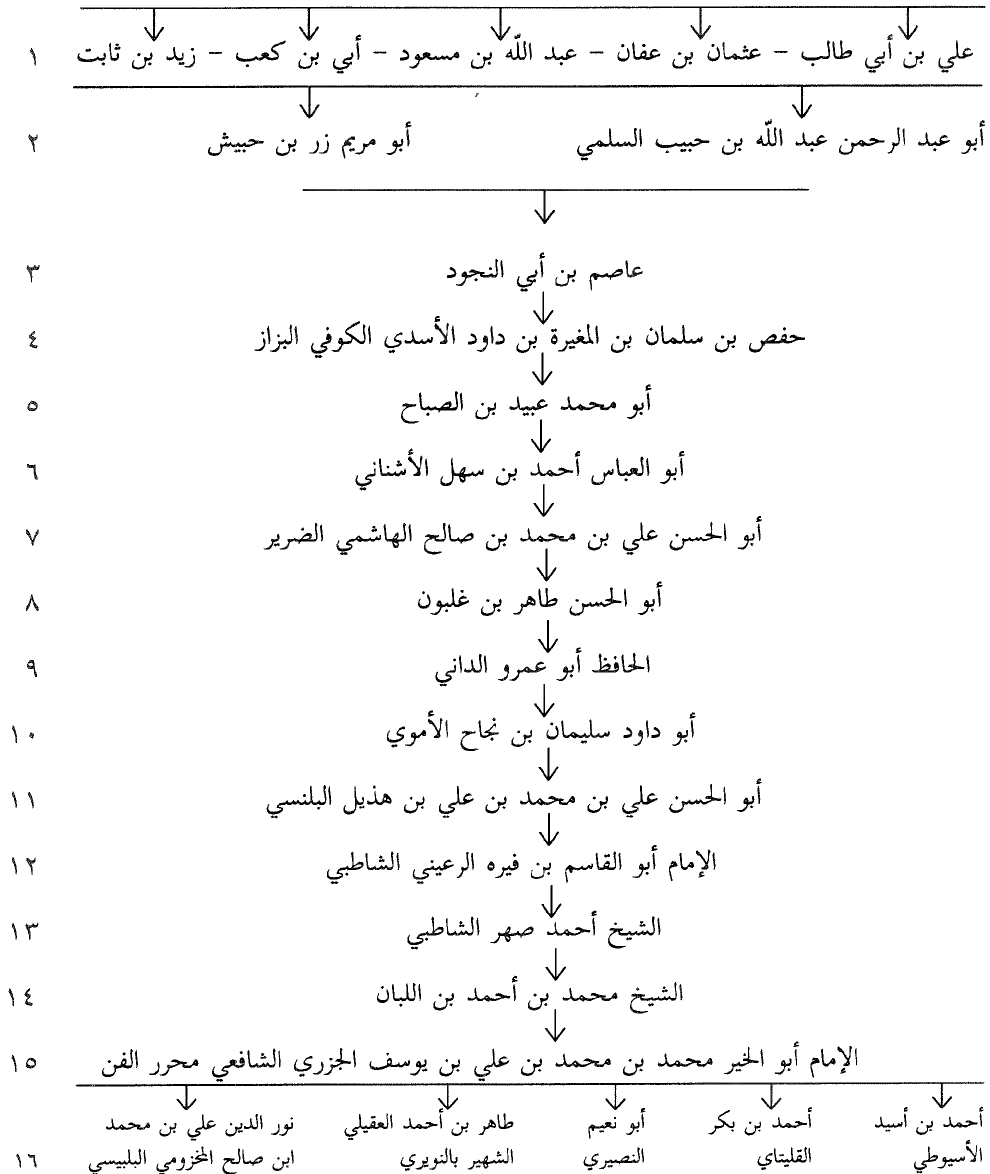 علي بن أبي طالب – عثمان بن عفان – عبد اللّه بن مسعود – أبي بن كعب – زيد بن ثابت ١
أبو عبد الرحمن عبد اللّه بن حبيب السلمي أبو مريم زر بن حبيش ٢
عاصم بن أبي النجود ٣
حفص بن سلمان بن المغيرة بن داود الأسدي الكوفي البزاز ٤
أبو محمد عبيد بن الصباح ٥
أبو العباس أحمد بن سهل الأشناني ٦
أبو الحسن علي بن محمد بن صالح الهاشمي الضرير ٧
أبو الحسن طاهر بن غلبون ٨
الحافظ أبو عمرو الداني ٩
أبو داود سليمان بن نجاح الأموي ١٠
أبو الحسن علي بن محمد بن علي بن هذيل البلنسي ١١
الإمام أبو القاسم بن فيره الرعيني الشاطبي ١٢
الشيخ أحمد صهر الشاطبي ١٣
الشيخ محمد بن أحمد بن اللبان ١٤
الإمام أبو الخير محمد بن محمد بن علي بن يوسف الجزري الشافعي محرر الفن ١٥
أحمد بن أسيد أحمد بن بكر أبو نعيم طاهر بن أحمد العقيلي نور الدين علي بن محمد
الأسيوطي القليتاي النصيري الشهير بالنويري ابن صالح المخزومي البلبيسي ١٦